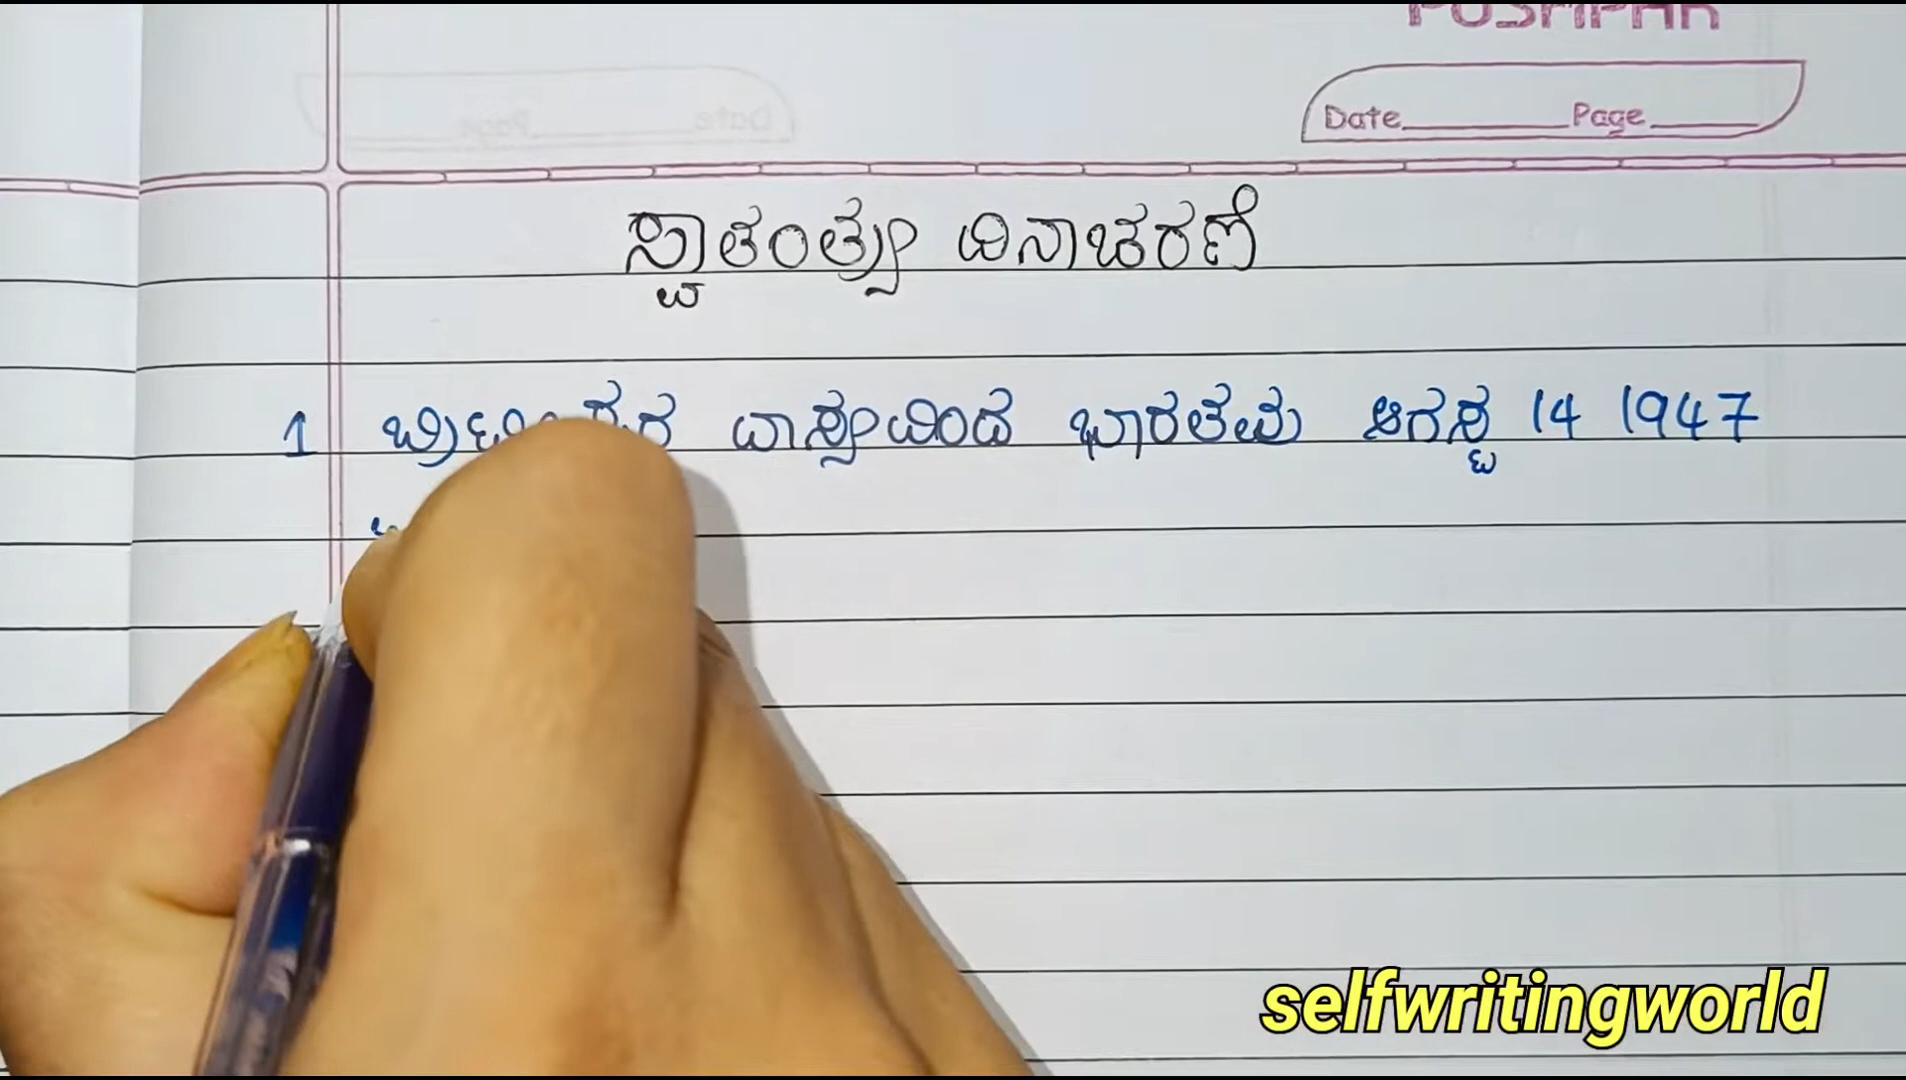 Date Page
ಸ್ವಾತಂತ್ರ್ಯ ದಿನಾಚರಣೆ
1 ದಾಸ್ಯದಿಂದ ಭಾರತವು ಆಗಸ್ಟ 14 1947
selfwritingworld